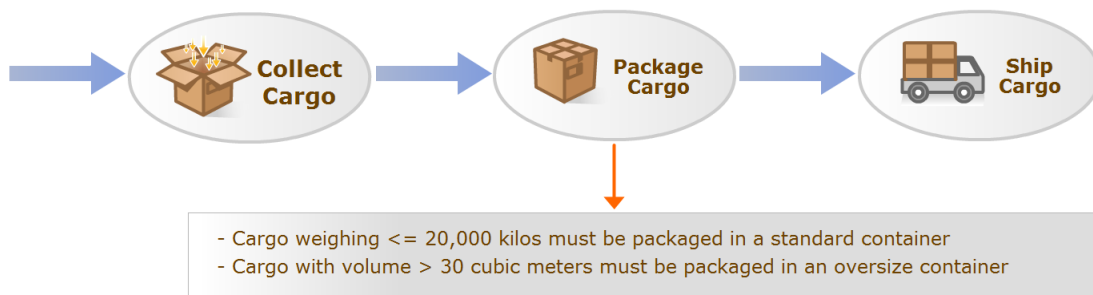 Collect
Cargo
Package
Cargo
Ship
Cargo
- Cargo weighing <= 20,000 kilos must be packaged in a standard container
- Cargo with volume > 30 cubic meters must be packaged in an oversize container